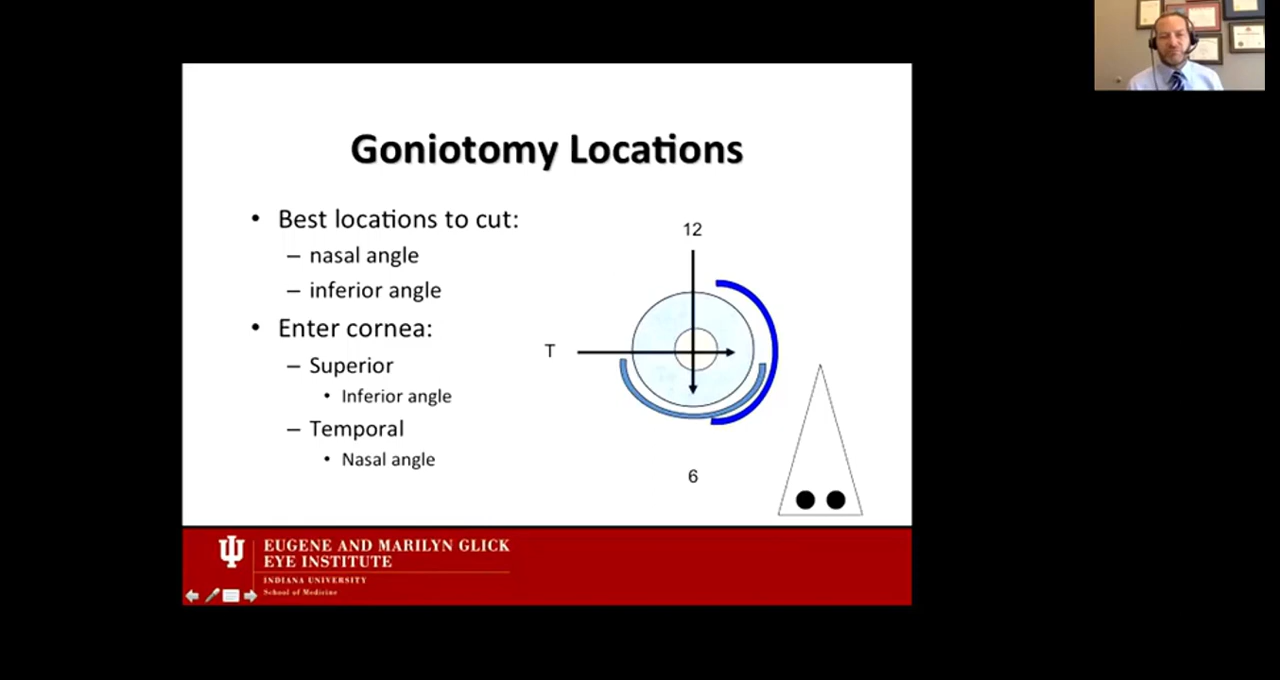 Goniotomy Locations
• Best locations to cut:
– nasal angle
– inferior angle
• Enter cornea:
– Superior
• Inferior angle
– Temporal
• Nasal angle
12
T
6
EUGENE AND MARILYN GLICK
EYE INSTITUTE
INDIANA UNIVERSITY
School of Medicine